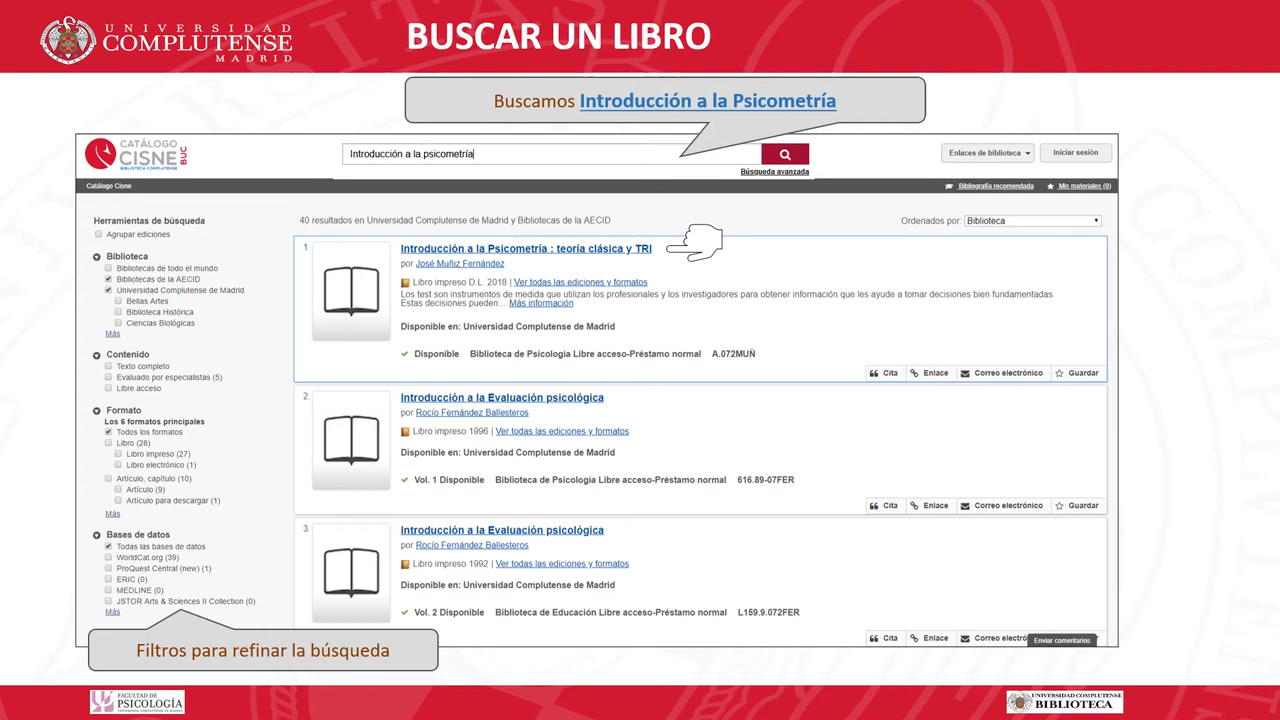 UNIVERSIDAD
COMPLUTENSE
MADRID
BUSCAR UN LIBRO
Buscamos Introducción a la Psicometría
CATÁLOGO
CISNE
BUC
BIBLIOTECA COMPLUTENSE
Introducción a la psicometría
Búsqueda avanzada
Enlaces de biblioteca
Iniciar sesión
Catálogo Cisne
Bibliografía recomendada
Mis materiales (0)
Herramientas de búsqueda
Agrupar ediciones
Biblioteca
Bibliotecas de todo el mundo
Bibliotecas de la AECID
Universidad Complutense de Madrid
Bellas Artes
Biblioteca Histórica
Ciencias Biológicas
Más
Contenido
Texto completo
Evaluado por especialistas (5)
Libre acceso
Formato
Los 6 formatos principales
Todos los formatos
Libro (28)
Libro impreso (27)
Libro electrónico (1)
Artículo, capítulo (10)
Artículo (9)
Artículo para descargar (1)
Más
Bases de datos
Todas las bases de datos
WorldCat.org (39)
ProQuest Central (new) (1)
ERIC (0)
MEDLINE (0)
JSTOR Arts & Sciences II Collection (0)
Más
Filtros para refinar la búsqueda
40 resultados en Universidad Complutense de Madrid y Bibliotecas de la AECID
Ordenados por: Biblioteca
1.
Introducción a la Psicometría : teoría clásica y TRI
por José Muñiz Fernández
Libro impreso D.L. 2018 | Ver todas las ediciones y formatos
Los test son instrumentos de medida que utilizan los profesionales y los investigadores para obtener información que les ayude a tomar decisiones bien fundamentadas.
Estas decisiones pueden... Más información
Disponible en: Universidad Complutense de Madrid
Disponible Biblioteca de Psicología Libre acceso-Préstamo normal A.072MUÑ
Cita Enlace Correo electrónico Guardar
2.
Introducción a la Evaluación psicológica
por Rocío Fernández Ballesteros
Libro impreso 1996 | Ver todas las ediciones y formatos
Disponible en: Universidad Complutense de Madrid
Vol. 1 Disponible Biblioteca de Psicología Libre acceso-Préstamo normal 616.89-07FER
Cita Enlace Correo electrónico Guardar
3.
Introducción a la Evaluación psicológica
por Rocío Fernández Ballesteros
Libro impreso 1992 | Ver todas las ediciones y formatos
Disponible en: Universidad Complutense de Madrid
Vol. 2 Disponible Biblioteca de Educación Libre acceso-Préstamo normal L159.9.072FER
Cita Enlace Correo electró
Enviar comentarios
FACULTAD DE
PSICOLOGÍA
UNIVERSIDAD COMPLUTENSE DE MADRID
UNIVERSIDAD COMPLUTENSE
BIBLIOTECA